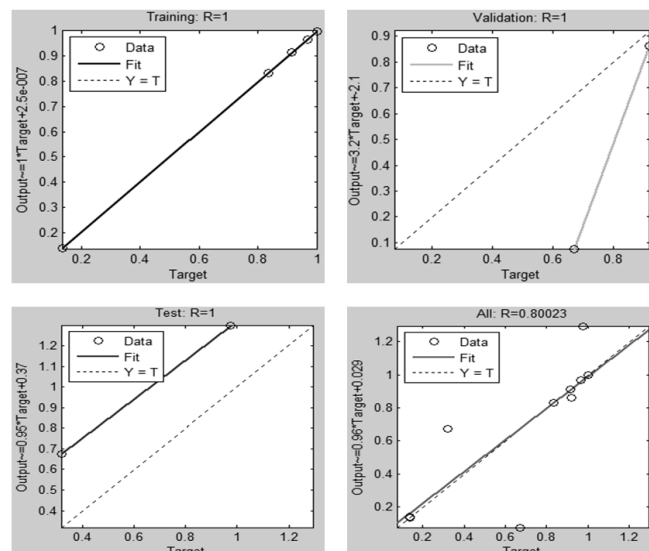 Training: R=1
Output~=1*Target+2.5e-007
1
0.9
0.8
0.7
0.6
0.5
0.4
0.3
0.2
Data
Fit
Y = T
0.2
0.4
0.6
0.8
1
Target
Validation: R=1
Output~=3.2*Target+-2.1
0.9
0.8
0.7
0.6
0.5
0.4
0.3
0.2
0.1
Data
Fit
Y = T
0.2
0.4
0.6
0.8
Target
Test: R=1
Output~=0.95*Target+0.37
1.2
1.1
1
0.9
0.8
0.7
0.6
0.5
0.4
Data
Fit
Y = T
0.4
0.6
0.8
1
1.2
Target
All: R=0.80023
Output~=0.96*Target+0.029
1.2
1
0.8
0.6
0.4
0.2
Data
Fit
Y = T
0.2
0.4
0.6
0.8
1
1.2
Target